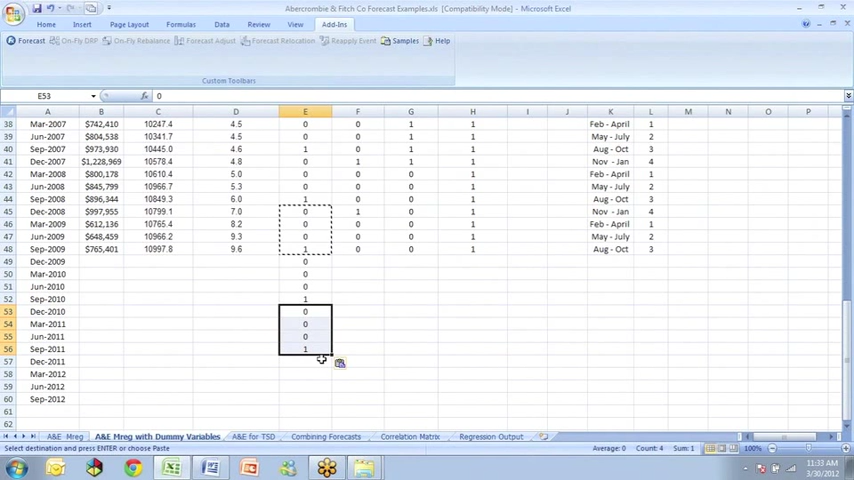 Abercrombie & Fitch Co Forecast Examples.xls [Compatibility Mode] - Microsoft Excel
Home Insert Page Layout Formulas Data Review View Add-Ins
Forecast On-Fly DRP On-Fly Rebalance Forecast Adjust Forecast Relocation Reapply Event Samples Help
Custom Toolbars
E53 fx 0
A B C D E F G H I J K L M N O P
38 Mar-2007 $742,410 10247.4 4.5 0 0 1 1 Feb - April 1
39 Jun-2007 $804,538 10341.7 4.5 0 0 1 1 May - July 2
40 Sep-2007 $973,930 10445.0 4.6 1 0 1 1 Aug - Oct 3
41 Dec-2007 $1,228,969 10578.4 4.8 0 1 1 1 Nov - Jan 4
42 Mar-2008 $800,178 10610.4 5.0 0 0 0 1 Feb - April 1
43 Jun-2008 $845,799 10966.7 5.3 0 0 0 1 May - July 2
44 Sep-2008 $896,344 10849.3 6.0 1 0 0 1 Aug - Oct 3
45 Dec-2008 $997,955 10799.1 7.0 0 1 0 1 Nov - Jan 4
46 Mar-2009 $612,136 10765.4 8.2 0 0 0 1 Feb - April 1
47 Jun-2009 $648,459 10966.2 9.3 0 0 0 1 May - July 2
48 Sep-2009 $765,401 10997.8 9.6 1 0 0 1 Aug - Oct 3
49 Dec-2009 0
50 Mar-2010 0
51 Jun-2010 0
52 Sep-2010 1
53 Dec-2010 0
54 Mar-2011 0
55 Jun-2011 0
56 Sep-2011 1
57 Dec-2011
58 Mar-2012
59 Jun-2012
60 Sep-2012
61
62
A&E Mreg A&E Mreg with Dummy Variables A&E for TSD Combining Forecasts Correlation Matrix Regression Output
Select destination and press ENTER or choose Paste Average: 0 Count: 4 Sum: 1 100%
11:33 AM
3/30/2012